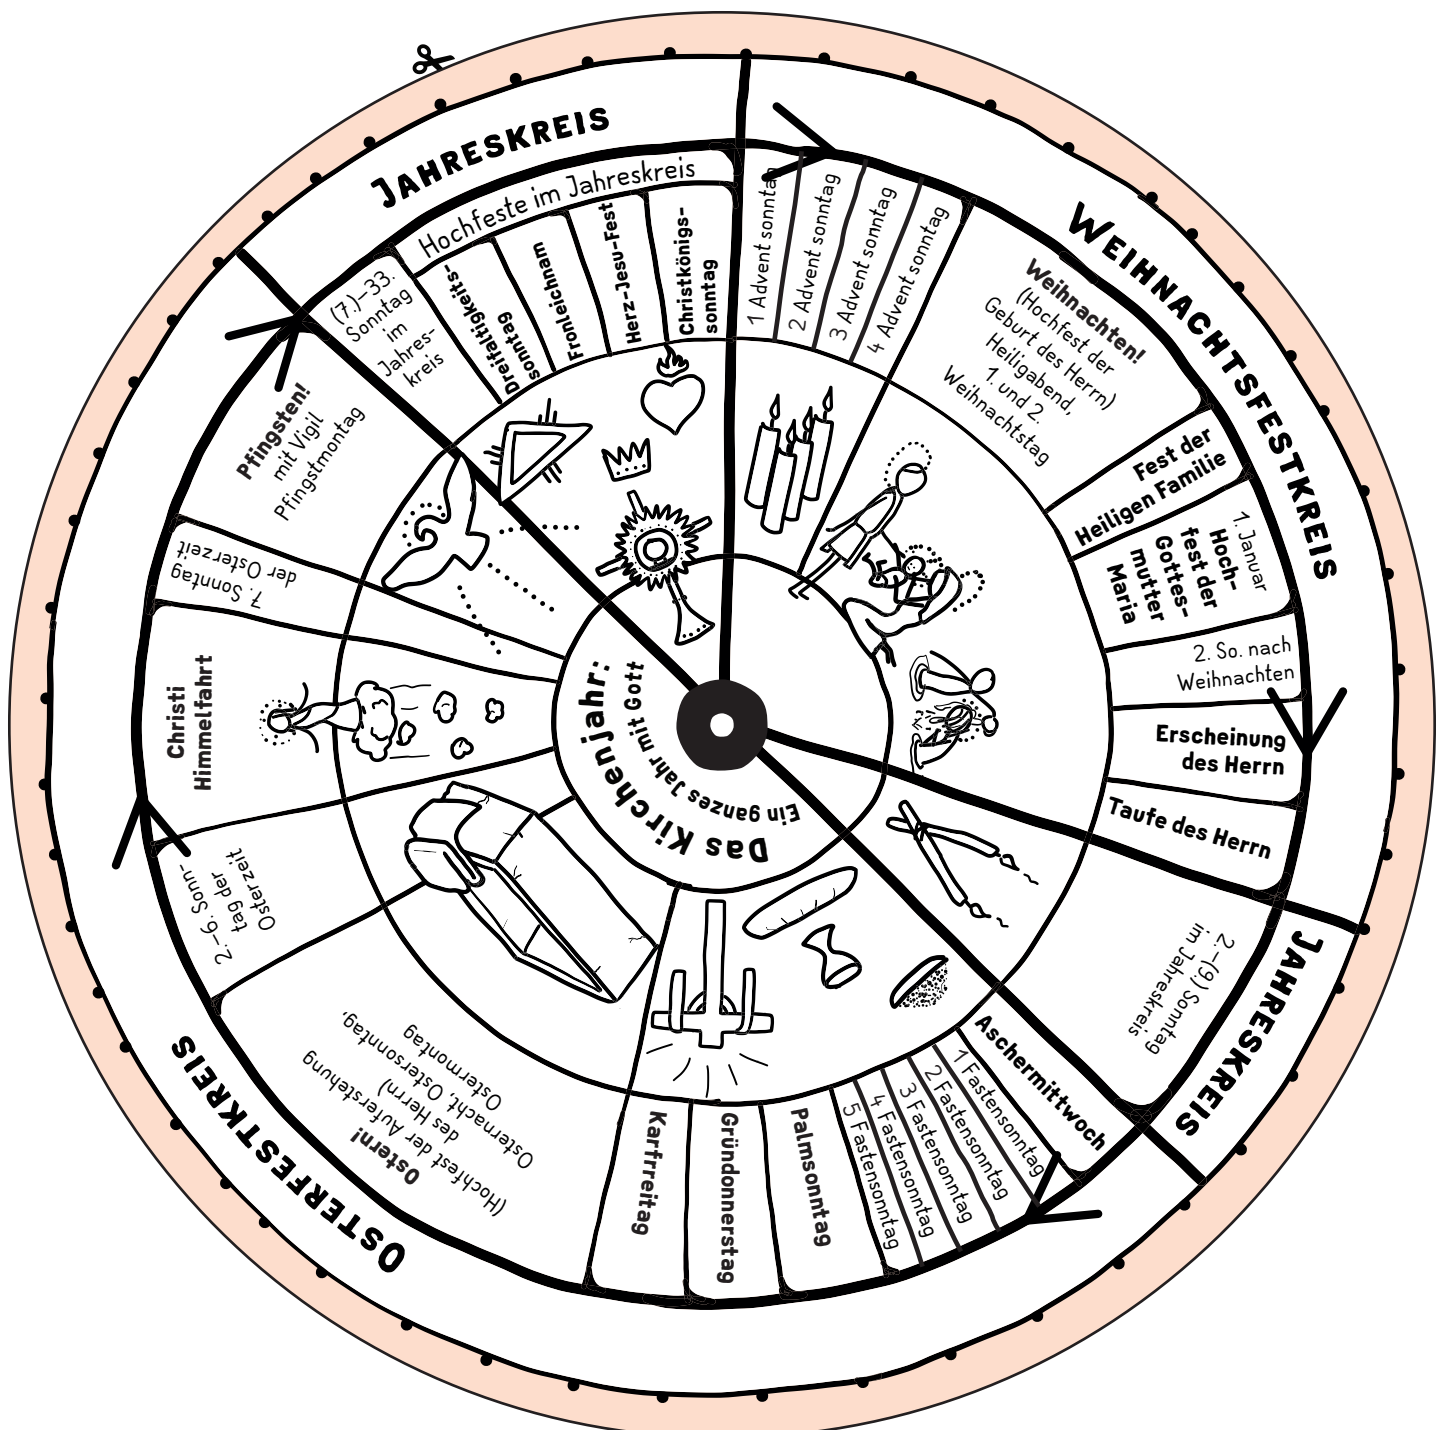 JAHRESKREIS
Hochfeste im Jahreskreis
(7.)–33.
Sonntag
im
Jahres-
kreis
Dreifaltigkeits-
sonntag
Fronleichnam
Herz-Jesu-Fest
Christkönigs-
sonntag
WEIHNACHTSFESTKREIS
1 Advent sonntag
2 Advent sonntag
3 Advent sonntag
4 Advent sonntag
Weihnachten!
(Hochfest der
Geburt des Herrn)
Heiligabend,
1. und 2.
Weihnachtstag
Fest der
Heiligen Familie
1. Januar
Hoch-
fest der
Gottes-
mutter
Maria
2. So. nach
Weihnachten
Erscheinung
des Herrn
Taufe des Herrn
JAHRESKREIS
2.–(9.) Sonntag
im Jahreskreis
OSTERFESTKREIS
Aschermittwoch
1 Fastensonntag
2 Fastensonntag
3 Fastensonntag
4 Fastensonntag
5 Fastensonntag
Palmsonntag
Gründonnerstag
Karfrreitag
Ostern!
(Hochfest der Auferstehung
des Herrn)
Osternacht, Ostersonntag,
Ostermontag
2.–6. Sonn-
tag der
Osterzeit
Christi
Himmelfahrt
7. Sonntag
der Osterzeit
Pfingsten!
mit Vigil
Pfingstmontag
Das Kirchenjahr:
Ein ganzes Jahr mit Gott